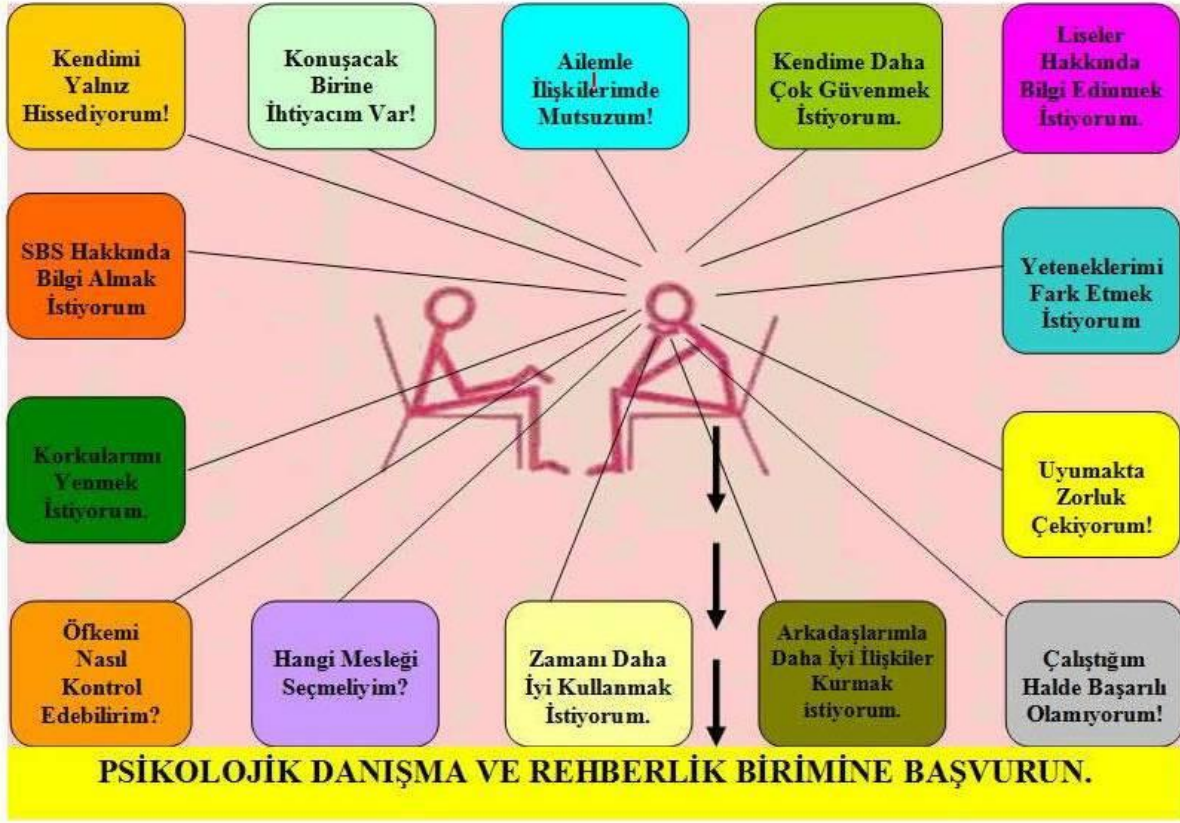 Kendimi
Yalnız
Hissediyorum!
Konuşacak
Birine
İhtiyacım Var!
Ailemle
İlişkilerimde
Mutsuzum!
Kendime Daha
Çok Güvenmek
İstiyorum.
Liseler
Hakkında
Bilgi Edinmek
İstiyorum.
SBS Hakkında
Bilgi Almak
İstiyorum
Yeteneklerimi
Fark Etmek
İstiyorum
Korkularımı
Yenmek
İstiyorum.
Uyumakta
Zorluk
Çekiyorum!
Öfkemi
Nasıl
Kontrol
Edebilirim?
Hangi Mesleği
Seçmeliyim?
Zamanı Daha
İyi Kullanmak
İstiyorum.
Arkadaşlarımla
Daha İyi İlişkiler
Kurmak
istiyorum.
Çalıştığım
Halde Başarılı
Olamıyorum!
PSİKOLOJİK DANIŞMA VE REHBERLİK BİRİMİNE BAŞVURUN.